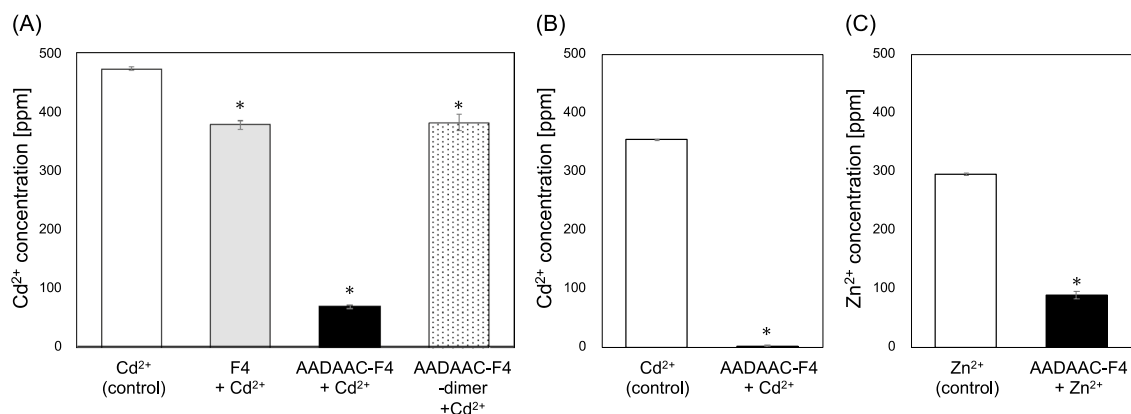 (A)
Cd²⁺ concentration [ppm]
500
400
300
200
100
0
*
*
*
Cd²⁺
(control)
F4
+ Cd²⁺
AADAAC-F4
+ Cd²⁺
AADAAC-F4
-dimer
+Cd²⁺
(B)
Cd²⁺ concentration [ppm]
500
400
300
200
100
0
*
Cd²⁺
(control)
AADAAC-F4
+ Cd²⁺
(C)
Zn²⁺ concentration [ppm]
500
400
300
200
100
0
*
Zn²⁺
(control)
AADAAC-F4
+ Zn²⁺